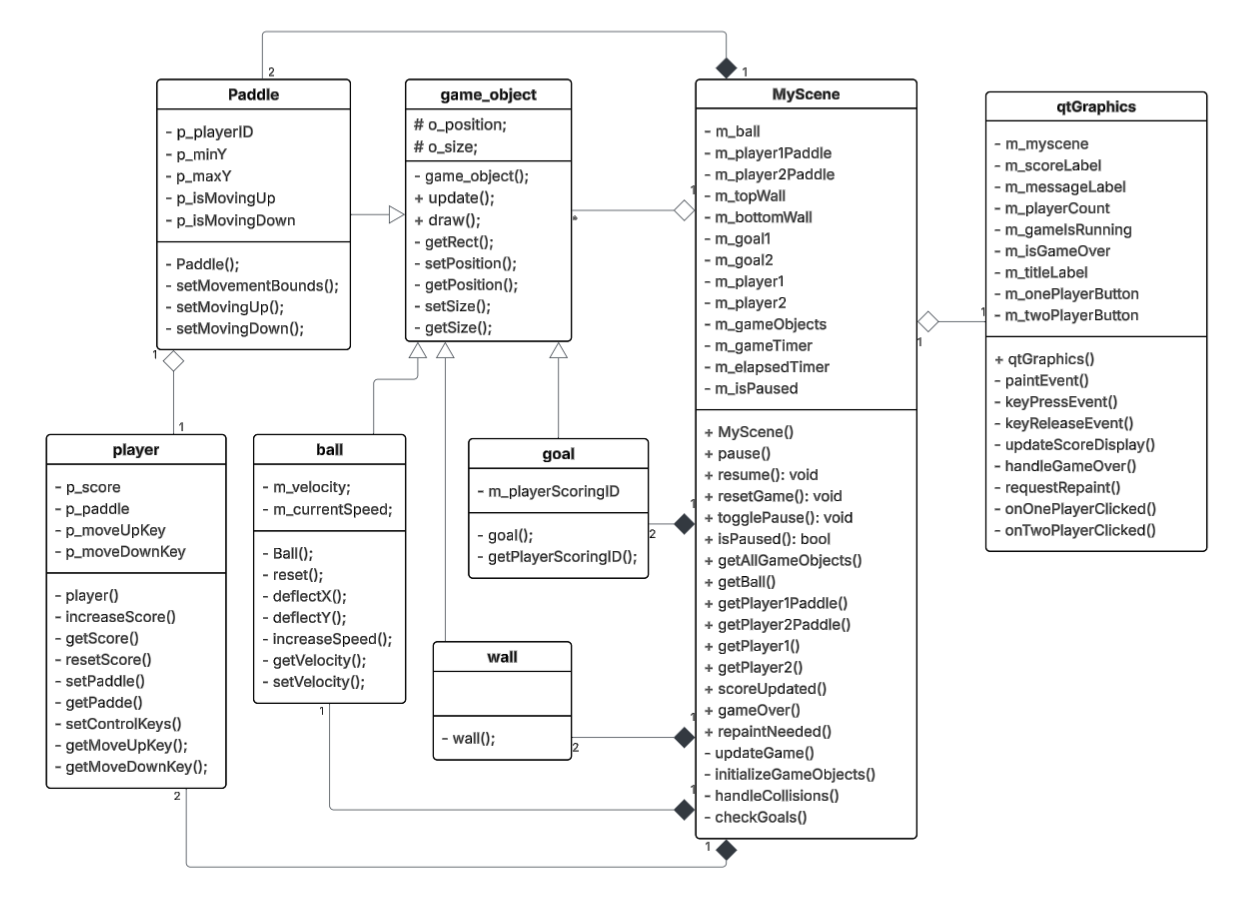 2
1
Paddle
- p_playerID
- p_minY
- p_maxY
- p_isMovingUp
- p_isMovingDown
- Paddle();
- setMovementBounds();
- setMovingUp();
- setMovingDown();
1
game_object
# o_position;
# o_size;
- game_object();
+ update();
+ draw();
- getRect();
- setPosition();
- getPosition();
- setSize();
- getSize();
*
1
MyScene
- m_ball
- m_player1Paddle
- m_player2Paddle
- m_topWall
- m_bottomWall
- m_goal1
- m_goal2
- m_player1
- m_player2
- m_gameObjects
- m_gameTimer
- m_elapsedTimer
- m_isPaused
+ MyScene()
+ pause()
+ resume(): void
+ resetGame(): void
+ togglePause(): void
+ isPaused(): bool
+ getAllGameObjects()
+ getBall()
+ getPlayer1Paddle()
+ getPlayer2Paddle()
+ getPlayer1()
+ getPlayer2()
+ scoreUpdated()
+ gameOver()
+ repaintNeeded()
- updateGame()
- initializeGameObjects()
- handleCollisions()
- checkGoals()
1
1
qtGraphics
- m_myscene
- m_scoreLabel
- m_messageLabel
- m_playerCount
- m_gameIsRunning
- m_isGameOver
- m_titleLabel
- m_onePlayerButton
- m_twoPlayerButton
+ qtGraphics()
- paintEvent()
- keyPressEvent()
- keyReleaseEvent()
- updateScoreDisplay()
- handleGameOver()
- requestRepaint()
- onOnePlayerClicked()
- onTwoPlayerClicked()
1
player
- p_score
- p_paddle
- p_moveUpKey
- p_moveDownKey
- player()
- increaseScore()
- getScore()
- resetScore()
- setPaddle()
- getPadde()
- setControlKeys()
- getMoveUpKey();
- getMoveDownKey();
2
ball
- m_velocity;
- m_currentSpeed;
- Ball();
- reset();
- deflectX();
- deflectY();
- increaseSpeed();
- getVelocity();
- setVelocity();
1
goal
- m_playerScoringID
- goal();
- getPlayerScoringID();
2
1
wall
- wall();
2
1
1
1